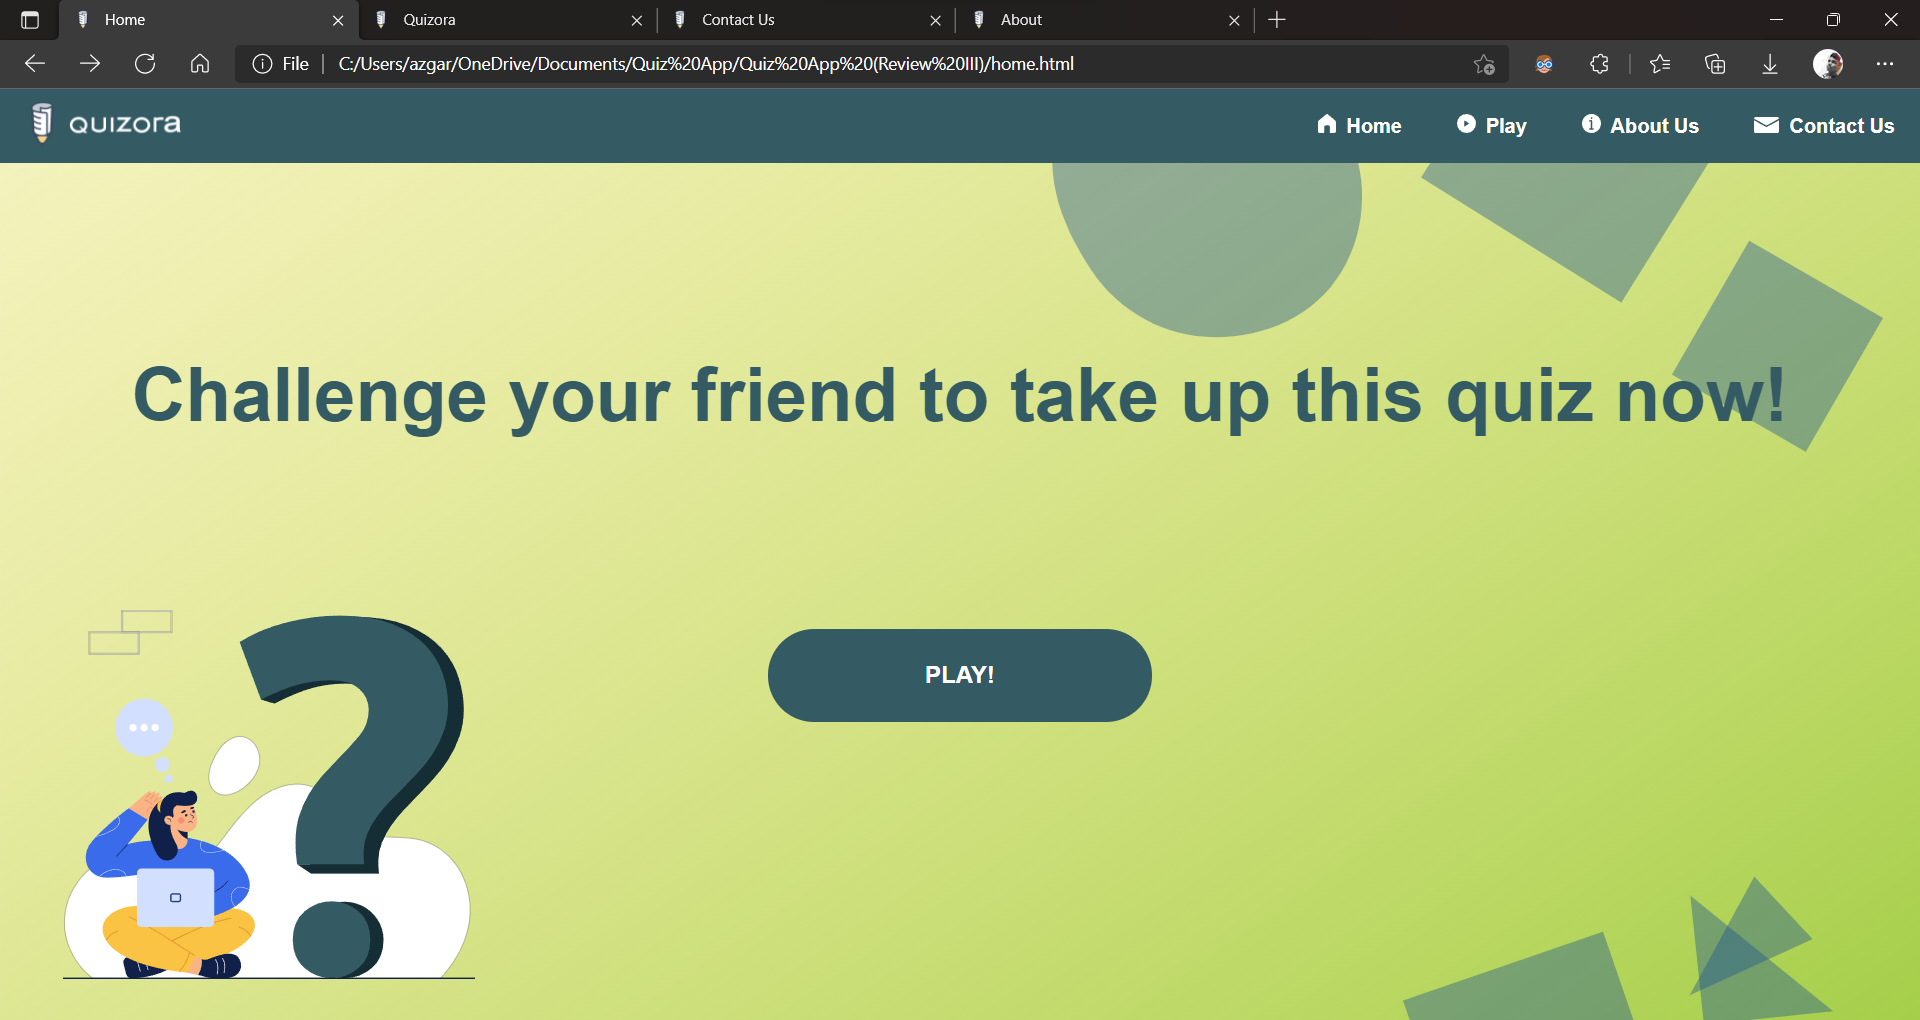 Home
Quizora
Contact Us
About
File
C:/Users/azgar/OneDrive/Documents/Quiz%20App/Quiz%20App%20(Review%20III)/home.html
QUIZORA
Home
Play
About Us
Contact Us
Challenge your friend to take up this quiz now!
PLAY!